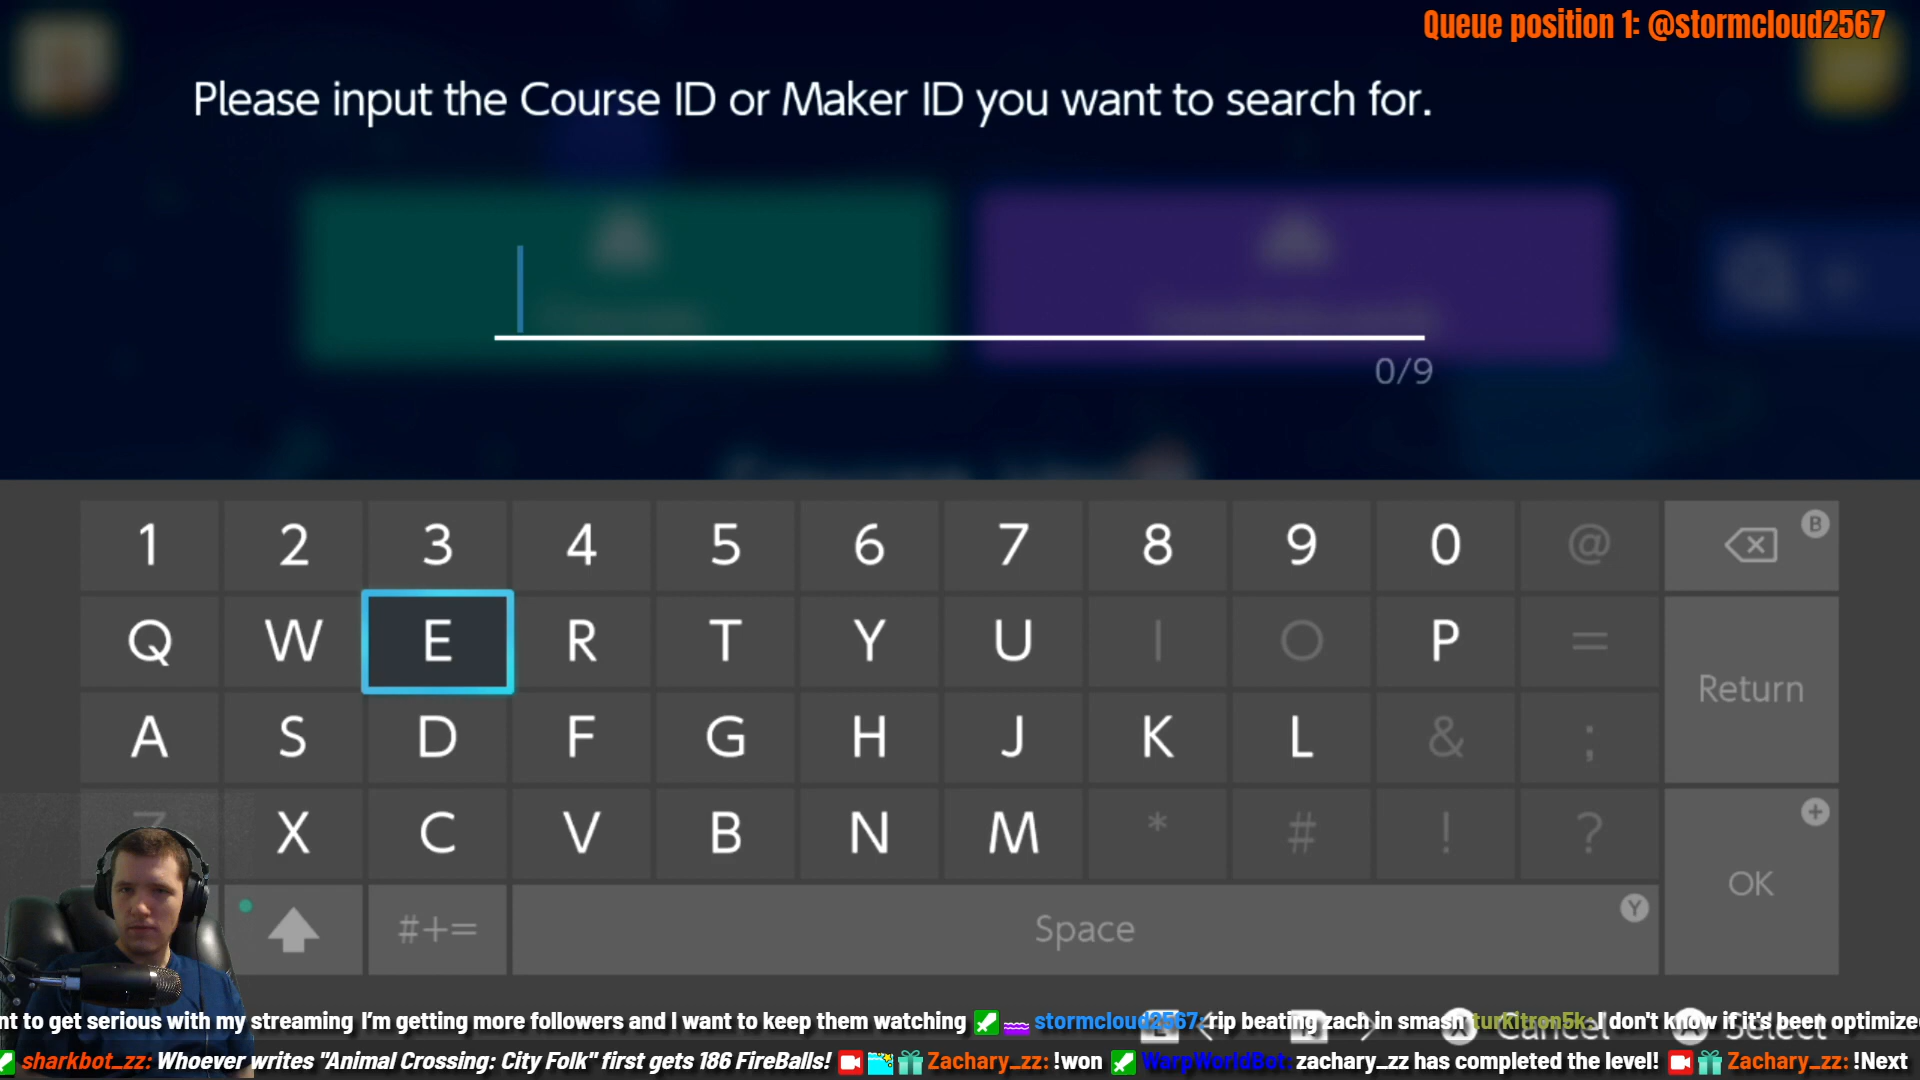 Queue position 1: @stormcloud2567
Please input the Course ID or Maker ID you want to search for.
0/9
1 2 3 4 5 6 7 8 9 0 @ B
Q W E R T Y U I O P = Return
A S D F G H J K L & ;
Z X C V B N M * # ! ? +
OK
#+= Space Y
nt to get serious with my streaming I'm getting more followers and I want to keep them watching stormcloud2567: rip beating zach in smash turk1tron5k: I don't know if it's been optimize
Cancel Select
sharkbot_zz: Whoever writes "Animal Crossing: City Folk" first gets 186 FireBalls! Zachary_zz: !won WarpWorldBot: zachary_zz has completed the level! Zachary_zz: !Next